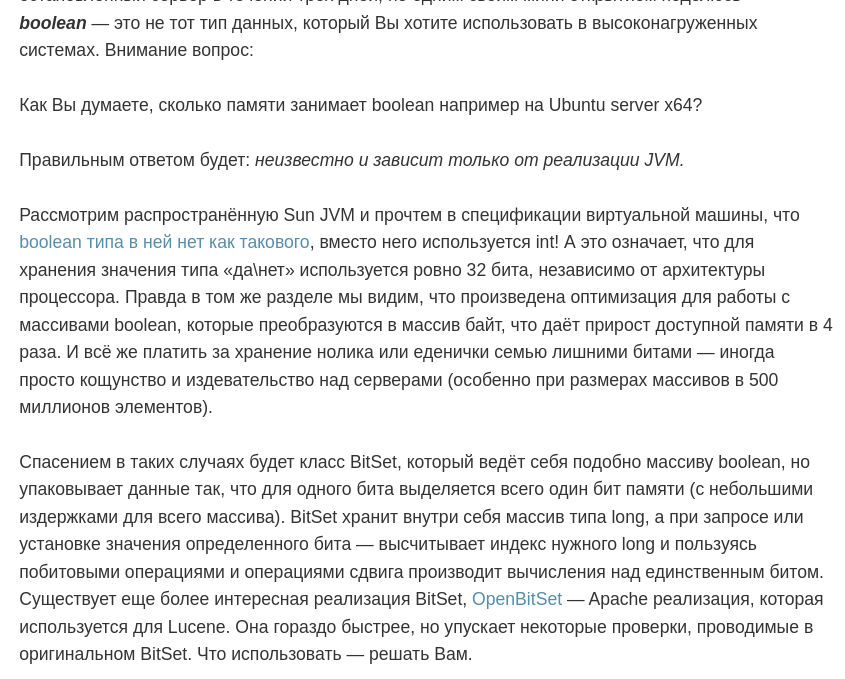 boolean — это не тот тип данных, который Вы хотите использовать в высоконагруженных
системах. Внимание вопрос:
Как Вы думаете, сколько памяти занимает boolean например на Ubuntu server x64?
Правильным ответом будет: неизвестно и зависит только от реализации JVM.
Рассмотрим распространённую Sun JVM и прочтем в спецификации виртуальной машины, что
boolean типа в ней нет как такового, вместо него используется int! А это означает, что для
хранения значения типа «да\нет» используется ровно 32 бита, независимо от архитектуры
процессора. Правда в том же разделе мы видим, что произведена оптимизация для работы с
массивами boolean, которые преобразуются в массив байт, что даёт прирост доступной памяти в 4
раза. И всё же платить за хранение нолика или еденички семью лишними битами — иногда
просто кощунство и издевательство над серверами (особенно при размерах массивов в 500
миллионов элементов).
Спасением в таких случаях будет класс BitSet, который ведёт себя подобно массиву boolean, но
упаковывает данные так, что для одного бита выделяется всего один бит памяти (с небольшими
издержками для всего массива). BitSet хранит внутри себя массив типа long, а при запросе или
установке значения определенного бита — высчитывает индекс нужного long и пользуясь
побитовыми операциями и операциями сдвига производит вычисления над единственным битом.
Существует еще более интересная реализация BitSet, OpenBitSet — Apache реализация, которая
используется для Lucene. Она гораздо быстрее, но упускает некоторые проверки, проводимые в
оригинальном BitSet. Что использовать — решать Вам.